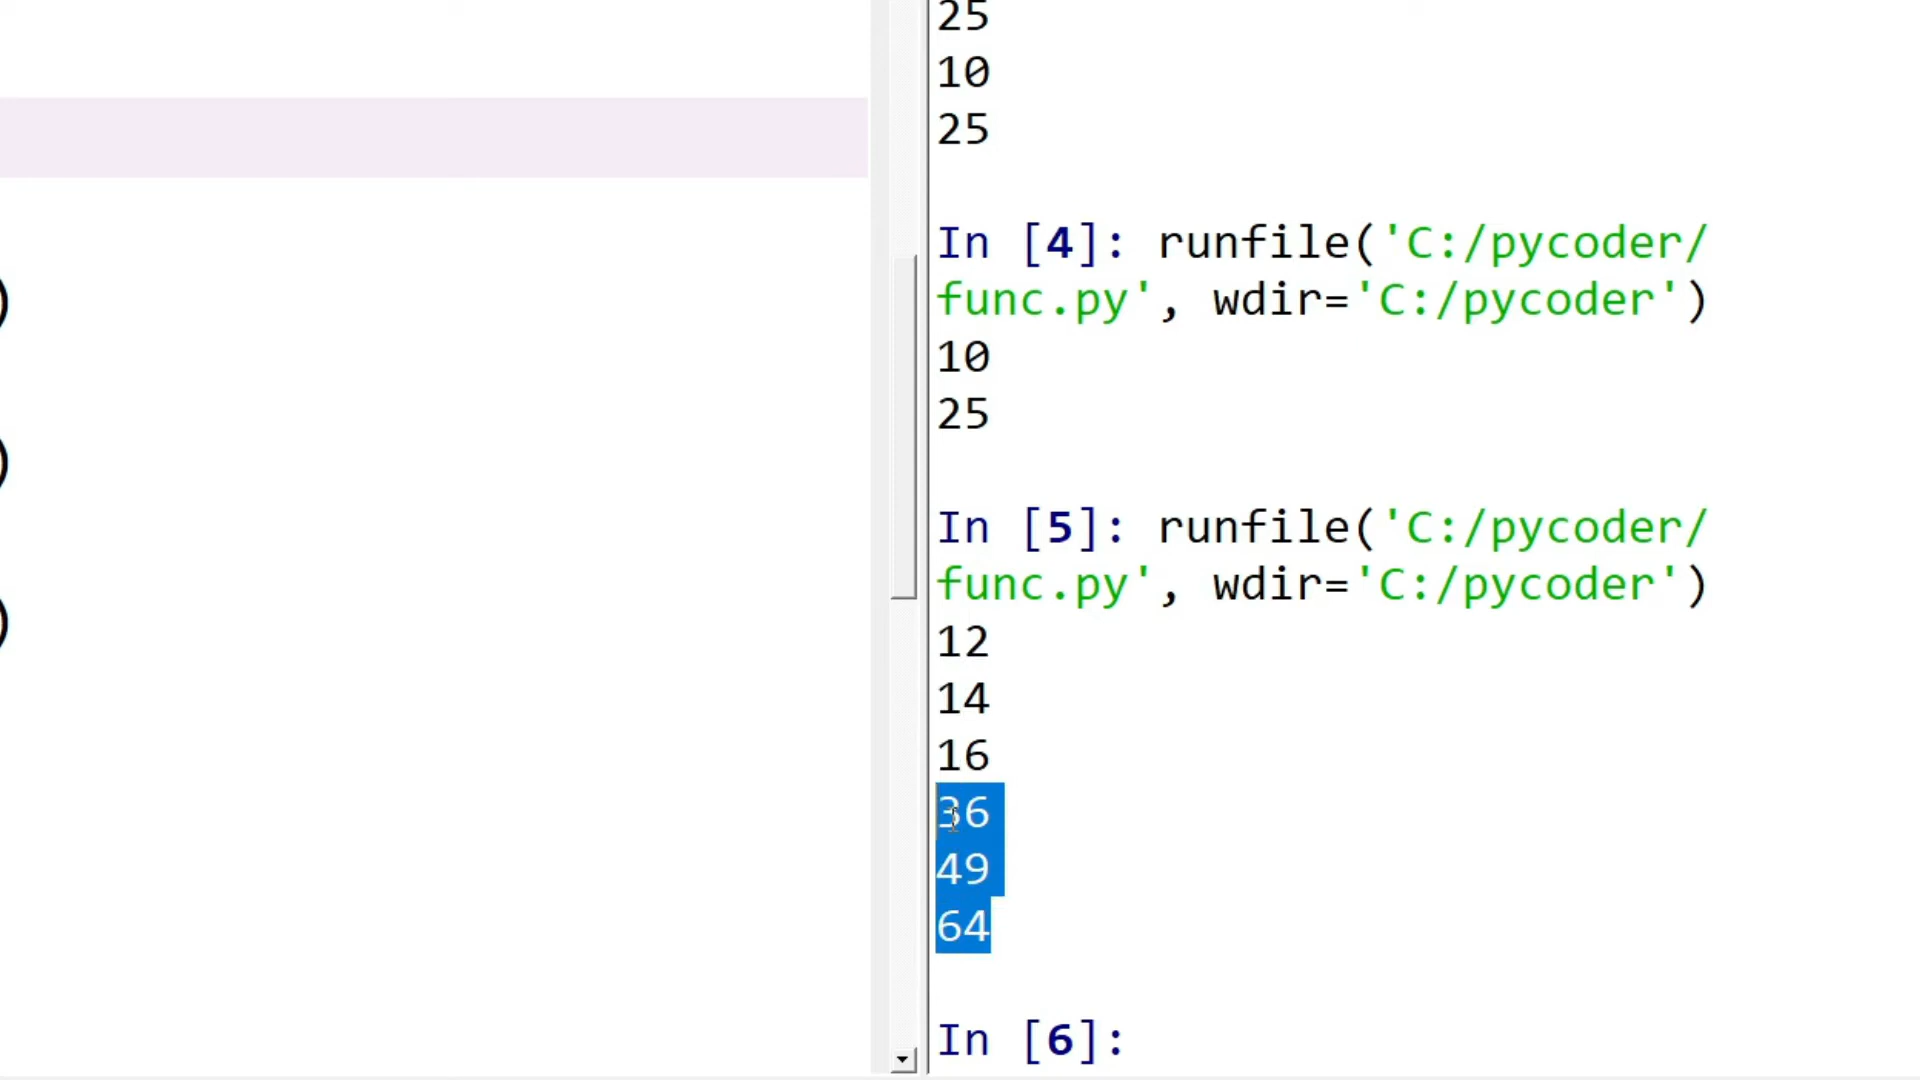 25
10
25
In [4]: runfile('C:/pycoder/
func.py', wdir='C:/pycoder')
10
25
In [5]: runfile('C:/pycoder/
func.py', wdir='C:/pycoder')
12
14
16
36
49
64
In [6]:
)
)
)